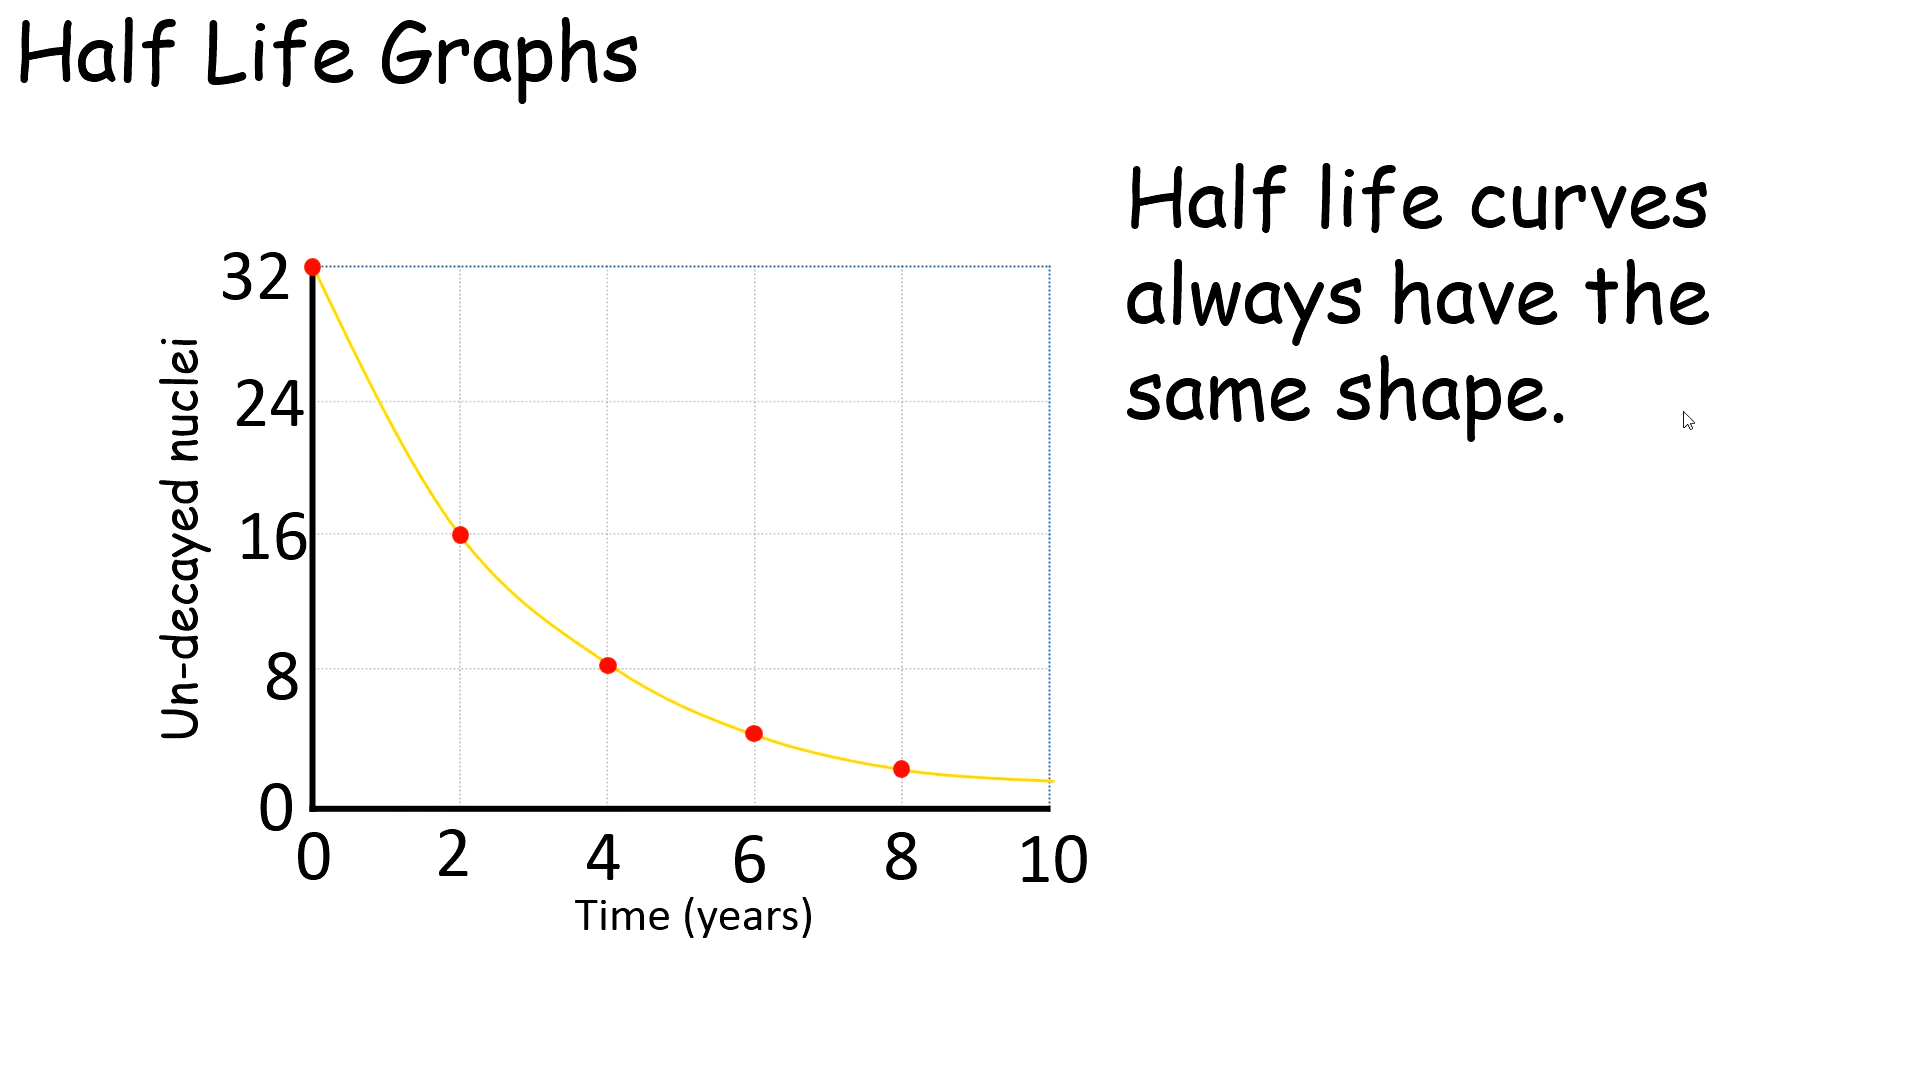 Half Life Graphs
Half life curves
always have the
same shape.
Un-decayed nuclei
32
24
16
8
0
0 2 4 6 8 10
Time (years)